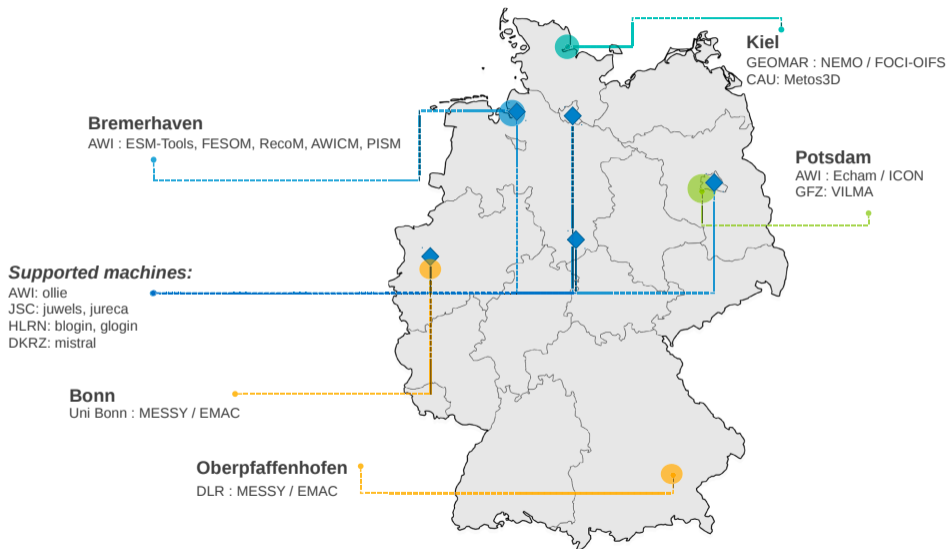 Kiel
GEOMAR : NEMO / FOCI-OIFS
CAU: Metos3D
Bremerhaven
AWI : ESM-Tools, FESOM, RecoM, AWICM, PISM
Potsdam
AWI : Echam / ICON
GFZ: VILMA
Supported machines:
AWI: ollie
JSC: juwels, jureca
HLRN: blogin, glogin
DKRZ: mistral
Bonn
Uni Bonn : MESSY / EMAC
Oberpfaffenhofen
DLR : MESSY / EMAC